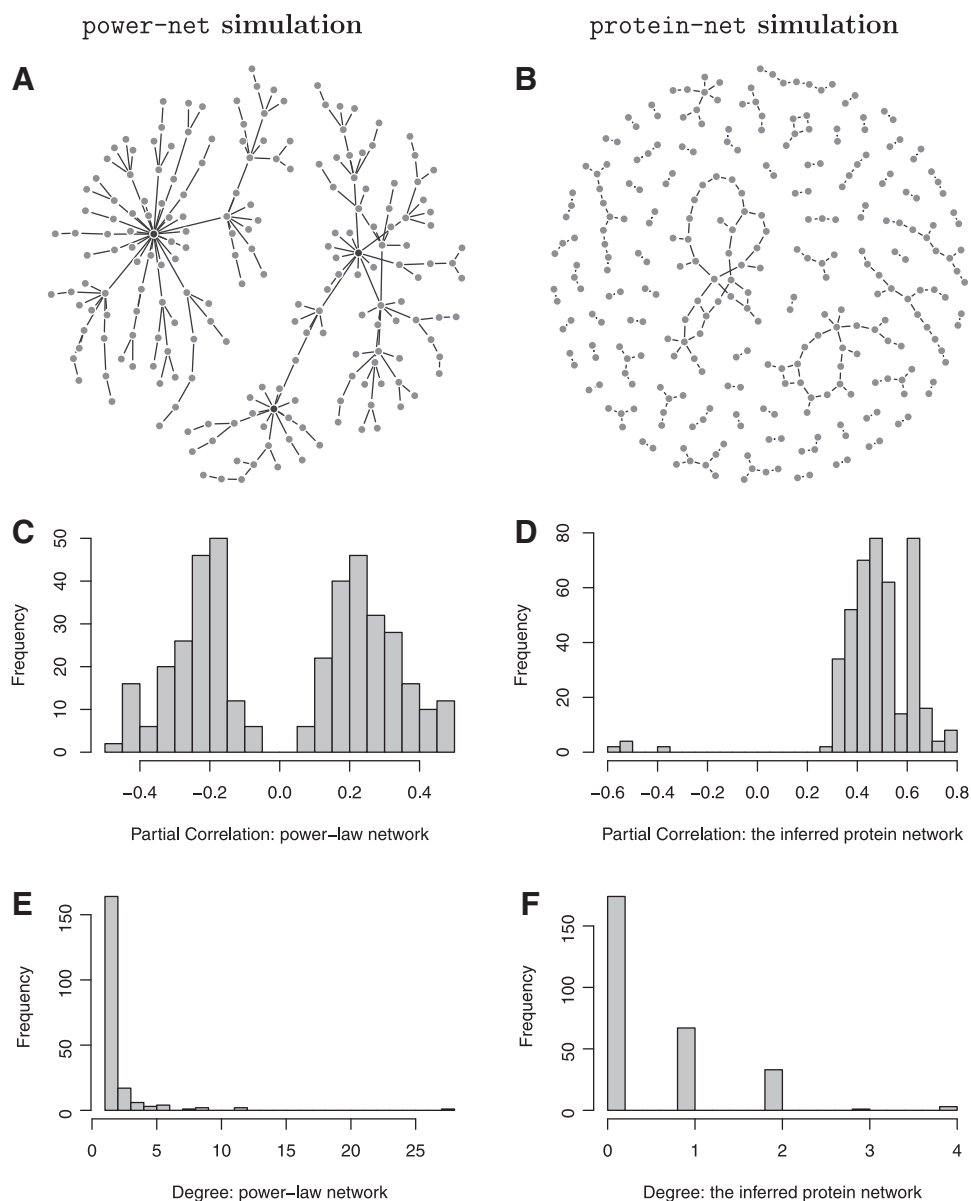 power-net simulation
protein-net simulation
A
B
C
50
40
30
20
10
0
Frequency
−0.4 −0.2 0.0 0.2 0.4
Partial Correlation: power−law network
D
80
60
40
20
0
Frequency
−0.6 −0.4 −0.2 0.0 0.2 0.4 0.6 0.8
Partial Correlation: the inferred protein network
E
150
100
50
0
Frequency
0 5 10 15 20 25
Degree: power−law network
F
150
100
50
0
Frequency
0 1 2 3 4
Degree: the inferred protein network